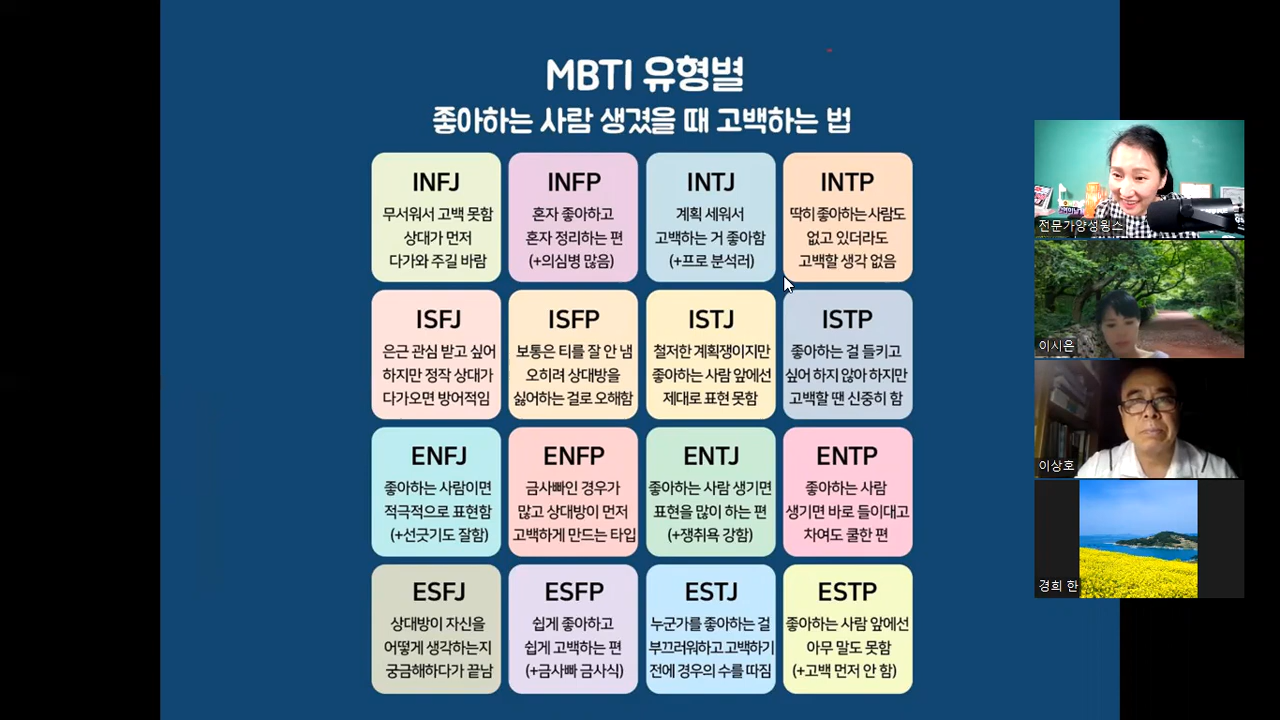 MBTI 유형별
좋아하는 사람 생겼을 때 고백하는 법
INFJ
무서워서 고백 못함
상대가 먼저
다가와 주길 바람
INFP
혼자 좋아하고
혼자 정리하는 편
(+의심병 많음)
INTJ
계획 세워서
고백하는 거 좋아함
(+프로 분석러)
INTP
딱히 좋아하는 사람도
없고 있더라도
고백할 생각 없음
ISFJ
은근 관심 받고 싶어
하지만 정작 상대가
다가오면 방어적임
ISFP
보통은 티를 잘 안 냄
오히려 상대방을
싫어하는 걸로 오해함
ISTJ
철저한 계획쟁이지만
좋아하는 사람 앞에선
제대로 표현 못함
ISTP
좋아하는 걸 들키고
싶어 하지 않아 하지만
고백할 땐 신중히 함
ENFJ
좋아하는 사람이면
적극적으로 표현함
(+선긋기도 잘함)
ENFP
금사빠인 경우가
많고 상대방이 먼저
고백하게 만드는 타입
ENTJ
좋아하는 사람 생기면
표현을 많이 하는 편
(+쟁취욕 강함)
ENTP
좋아하는 사람
생기면 바로 들이대고
차여도 쿨한 편
ESFJ
상대방이 자신을
어떻게 생각하는지
궁금해하다가 끝남
ESFP
쉽게 좋아하고
쉽게 고백하는 편
(+금사빠 금사식)
ESTJ
누군가를 좋아하는 걸
부끄러워하고 고백하기
전에 경우의 수를 따짐
ESTP
좋아하는 사람 앞에선
아무 말도 못함
(+고백 먼저 안 함)
전문가양성윙스
이시은
이상호
경희 한